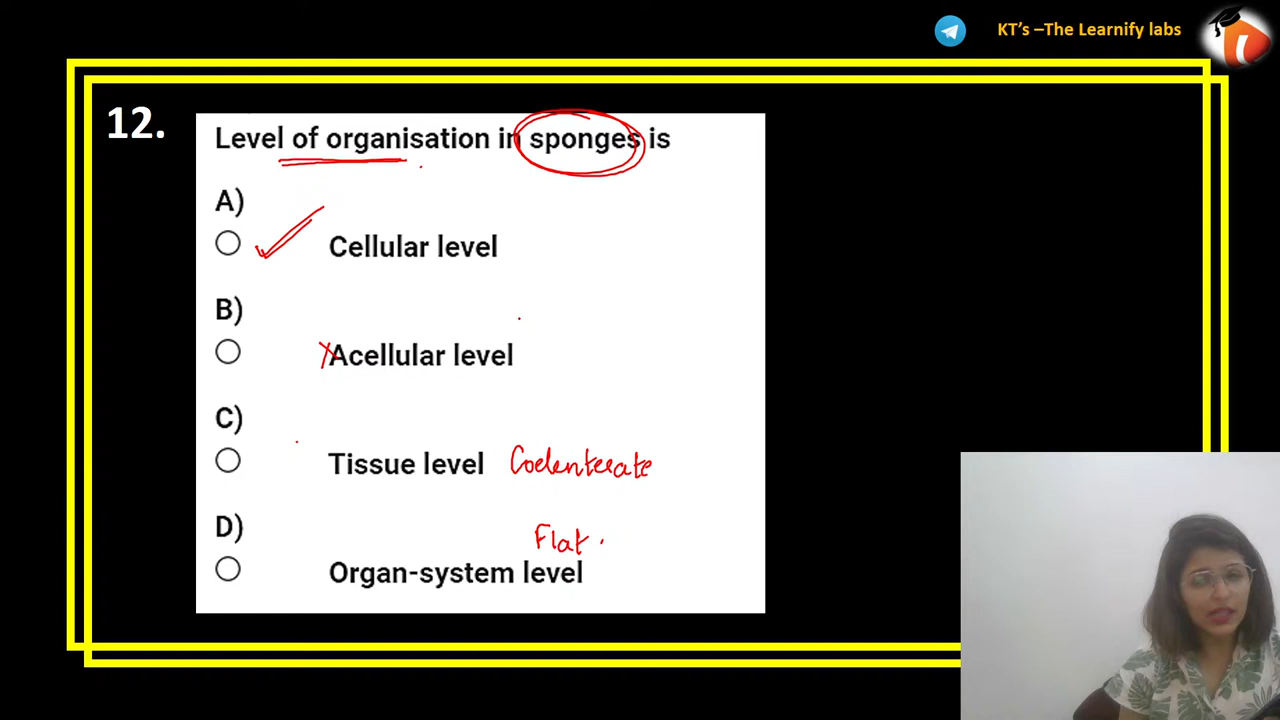 KT's –The Learnify labs
12.
Level of organisation in sponges is
A)
Cellular level
B)
Acellular level
C)
Tissue level Coelenterate
D)
Flat
Organ-system level